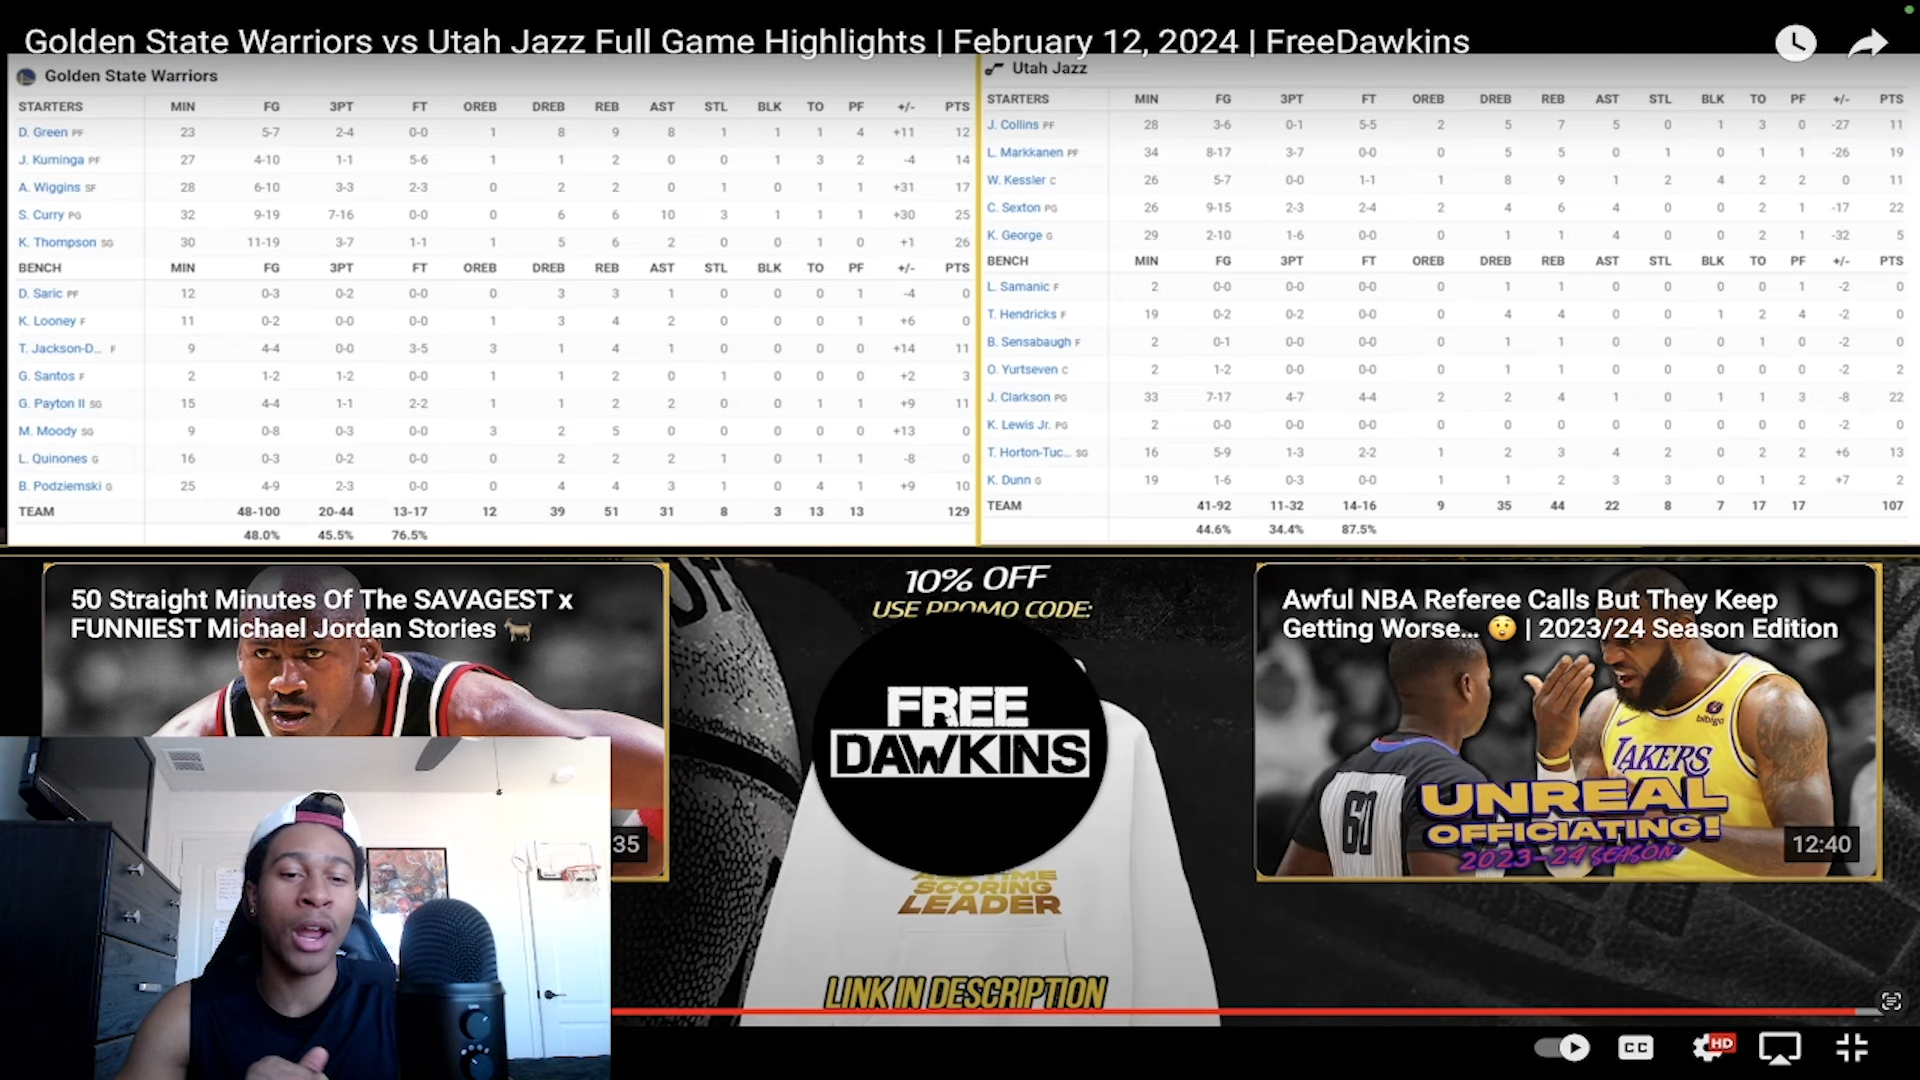 Golden State Warriors vs Utah Jazz Full Game Highlights | February 12, 2024 | FreeDawkins
Golden State Warriors
STARTERS MIN FG 3PT FT OREB DREB REB AST STL BLK TO PF +/- PTS
D. Green PF 23 5-7 2-4 0-0 1 8 9 8 1 1 1 4 +11 12
J. Kuminga PF 27 4-10 1-1 5-6 1 1 2 0 0 1 3 2 -4 14
A. Wiggins SF 28 6-10 3-3 2-3 0 2 2 0 1 0 1 1 +31 17
S. Curry PG 32 9-19 7-16 0-0 0 6 6 10 3 1 1 1 +30 25
K. Thompson SG 30 11-19 3-7 1-1 1 5 6 2 0 0 1 0 +1 26
BENCH MIN FG 3PT FT OREB DREB REB AST STL BLK TO PF +/- PTS
D. Saric PF 12 0-3 0-2 0-0 0 3 3 1 0 0 0 1 -4 0
K. Looney F 11 0-2 0-0 0-0 1 3 4 2 0 0 0 1 +6 0
T. Jackson-D... F 9 4-4 0-0 3-5 3 1 4 1 0 0 0 0 +14 11
G. Santos F 2 1-2 1-2 0-0 1 1 2 0 1 0 0 0 +2 3
G. Payton II SG 15 4-4 1-1 2-2 1 1 2 2 0 0 1 1 +9 11
M. Moody SG 9 0-8 0-3 0-0 3 2 5 0 0 0 0 0 +13 0
L. Quinones G 16 0-3 0-2 0-0 0 2 2 2 1 0 1 1 -8 0
B. Podziemski G 25 4-9 2-3 0-0 0 4 4 3 1 0 4 1 +9 10
TEAM 48-100 20-44 13-17 12 39 51 31 8 3 13 13 129
48.0% 45.5% 76.5%
Utah Jazz
STARTERS MIN FG 3PT FT OREB DREB REB AST STL BLK TO PF +/- PTS
J. Collins PF 28 3-6 0-1 5-5 2 5 7 5 0 1 3 0 -27 11
L. Markkanen PF 34 8-17 3-7 0-0 0 5 5 0 1 0 1 1 -26 19
W. Kessler C 26 5-7 0-0 1-1 1 8 9 1 2 4 2 2 0 11
C. Sexton PG 26 9-15 2-3 2-4 2 4 6 4 0 0 2 1 -17 22
K. George G 29 2-10 1-6 0-0 0 1 1 4 0 0 2 1 -32 5
BENCH MIN FG 3PT FT OREB DREB REB AST STL BLK TO PF +/- PTS
L. Samanic F 2 0-0 0-0 0-0 0 1 1 0 0 0 0 1 -2 0
T. Hendricks F 19 0-2 0-2 0-0 0 4 4 0 0 1 2 4 -2 0
B. Sensabaugh F 2 0-1 0-0 0-0 0 1 1 0 0 0 1 0 -2 0
O. Yurtseven C 2 1-2 0-0 0-0 0 1 1 0 0 0 0 0 -2 2
J. Clarkson PG 33 7-17 4-7 4-4 2 2 4 1 0 1 1 3 -8 22
K. Lewis Jr. PG 2 0-0 0-0 0-0 0 0 0 0 0 0 0 0 -2 0
T. Horton-Tuc... SG 16 5-9 1-3 2-2 1 2 3 4 2 0 2 2 +6 13
K. Dunn G 19 1-6 0-3 0-0 1 1 2 3 3 0 1 2 +7 2
TEAM 41-92 11-32 14-16 9 35 44 22 8 7 17 17 107
44.6% 34.4% 87.5%
50 Straight Minutes Of The SAVAGEST x
FUNNIEST Michael Jordan Stories
35
10% OFF
USE PROMO CODE:
FREE
DAWKINS
SCORING
LEADER
LINK IN DESCRIPTION
Awful NBA Referee Calls But They Keep
Getting Worse... 😲 | 2023/24 Season Edition
bibigo
LAKERS
60
UNREAL
OFFICIATING!
2023-24 SEASON
12:40
CC
HD